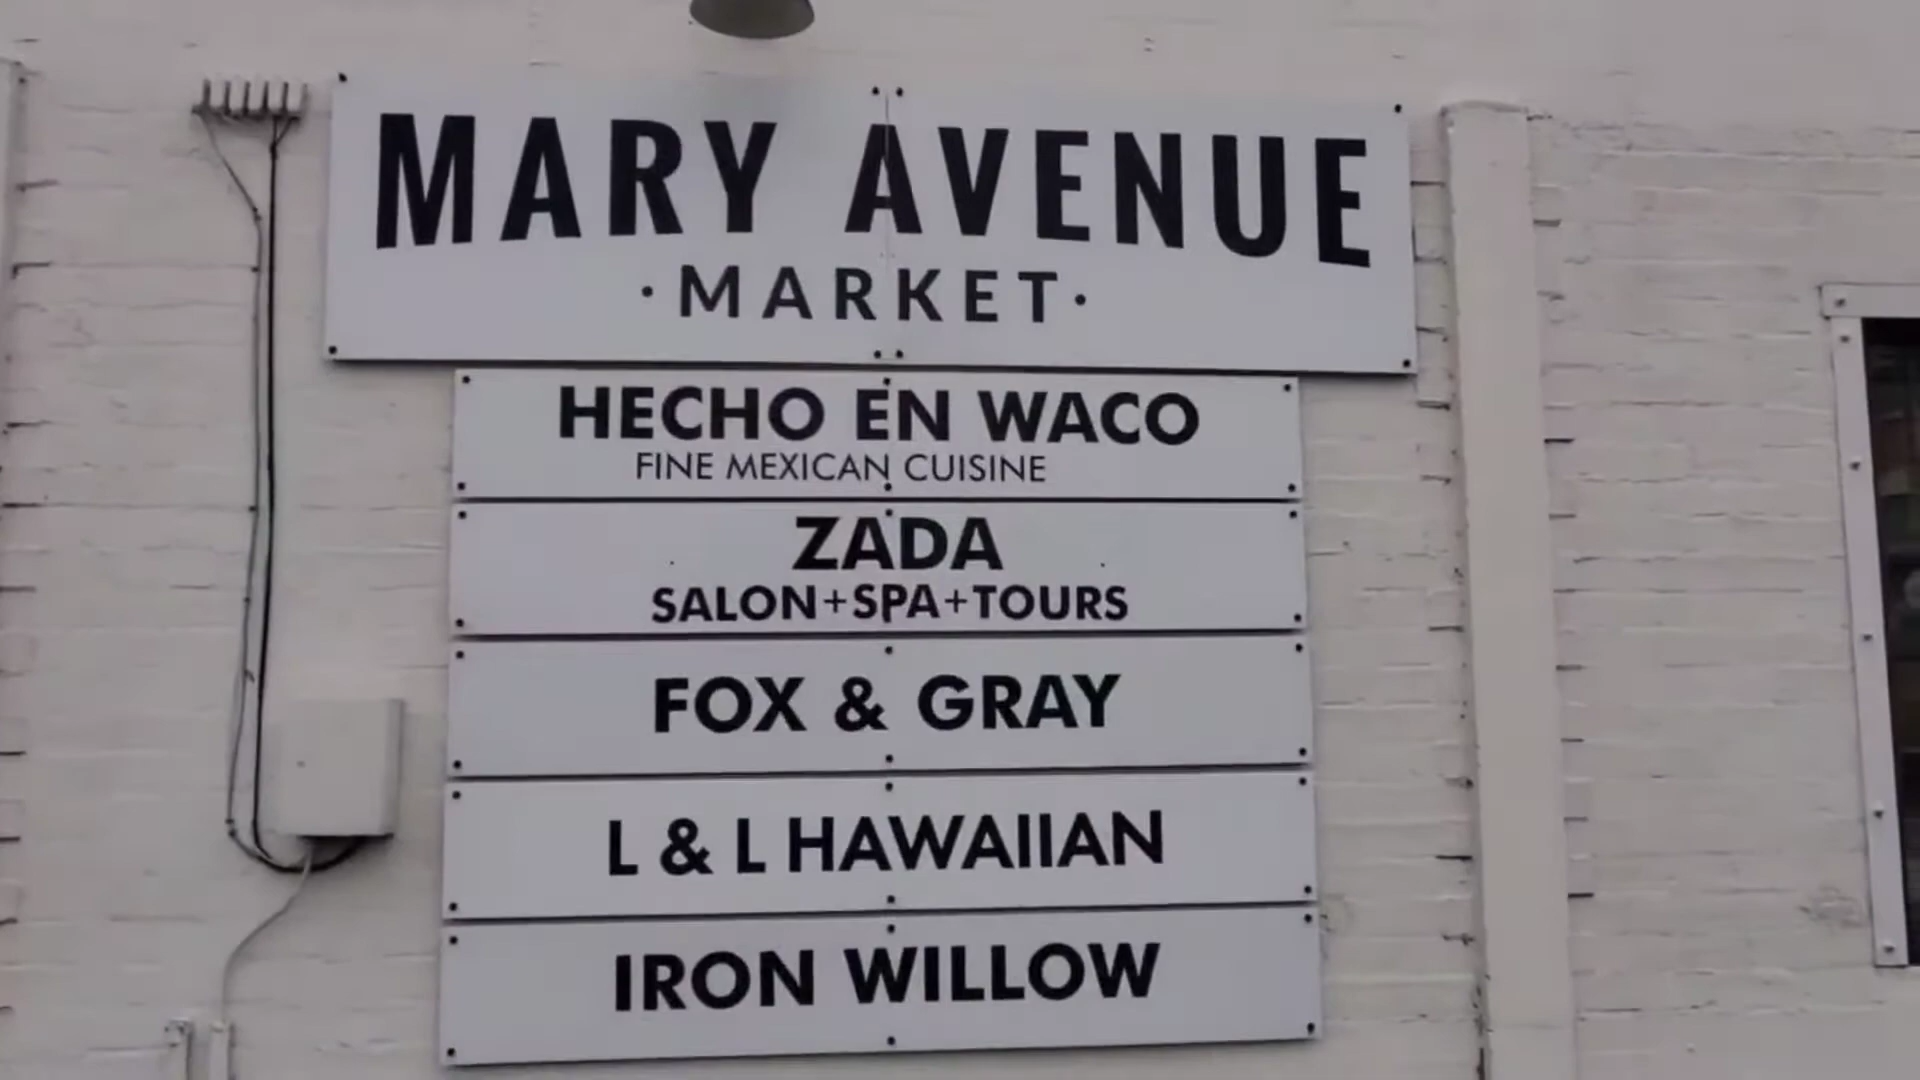 MARY AVENUE
·MARKET·
HECHO EN WACO
FINE MEXICAN CUISINE
ZADA
SALON+SPA+TOURS
FOX & GRAY
L & L HAWAIIAN
IRON WILLOW